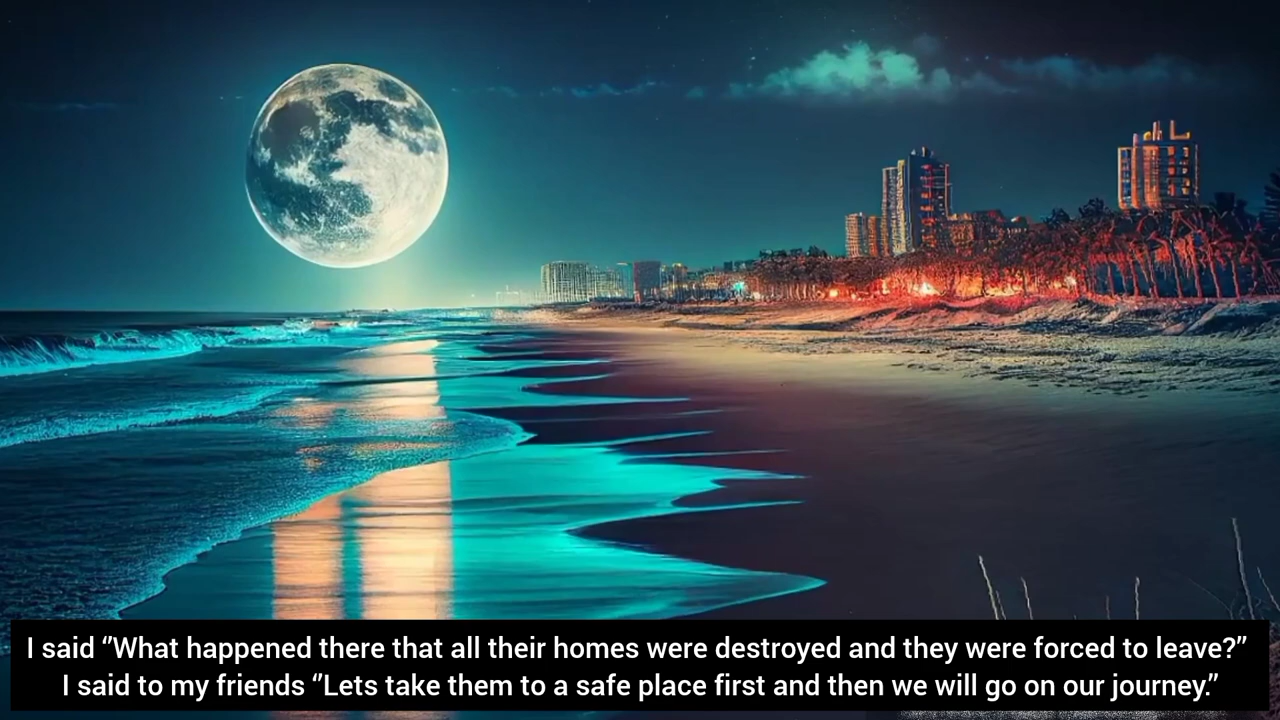 I said “What happened there that all their homes were destroyed and they were forced to leave?”
I said to my friends “Lets take them to a safe place first and then we will go on our journey.”